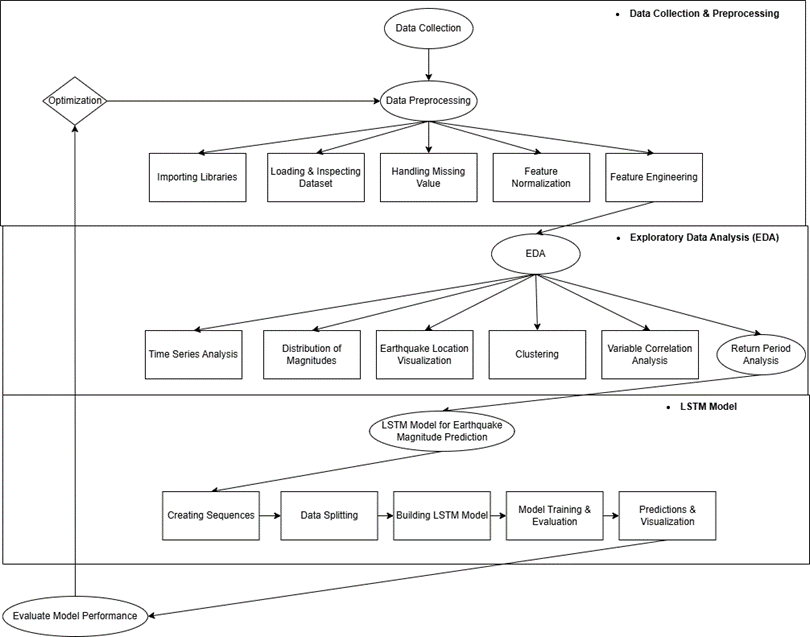 • Data Collection & Preprocessing
Data Collection
Optimization
Data Preprocessing
Importing Libraries
Loading & Inspecting
Dataset
Handling Missing
Value
Feature
Normalization
Feature Engineering
• Exploratory Data Analysis (EDA)
EDA
Time Series Analysis
Distribution of
Magnitudes
Earthquake Location
Visualization
Clustering
Variable Correlation
Analysis
Return Period
Analysis
• LSTM Model
LSTM Model for Earthquake
Magnitude Prediction
Creating Sequences
Data Splitting
Building LSTM Model
Model Training &
Evaluation
Predictions &
Visualization
Evaluate Model Performance